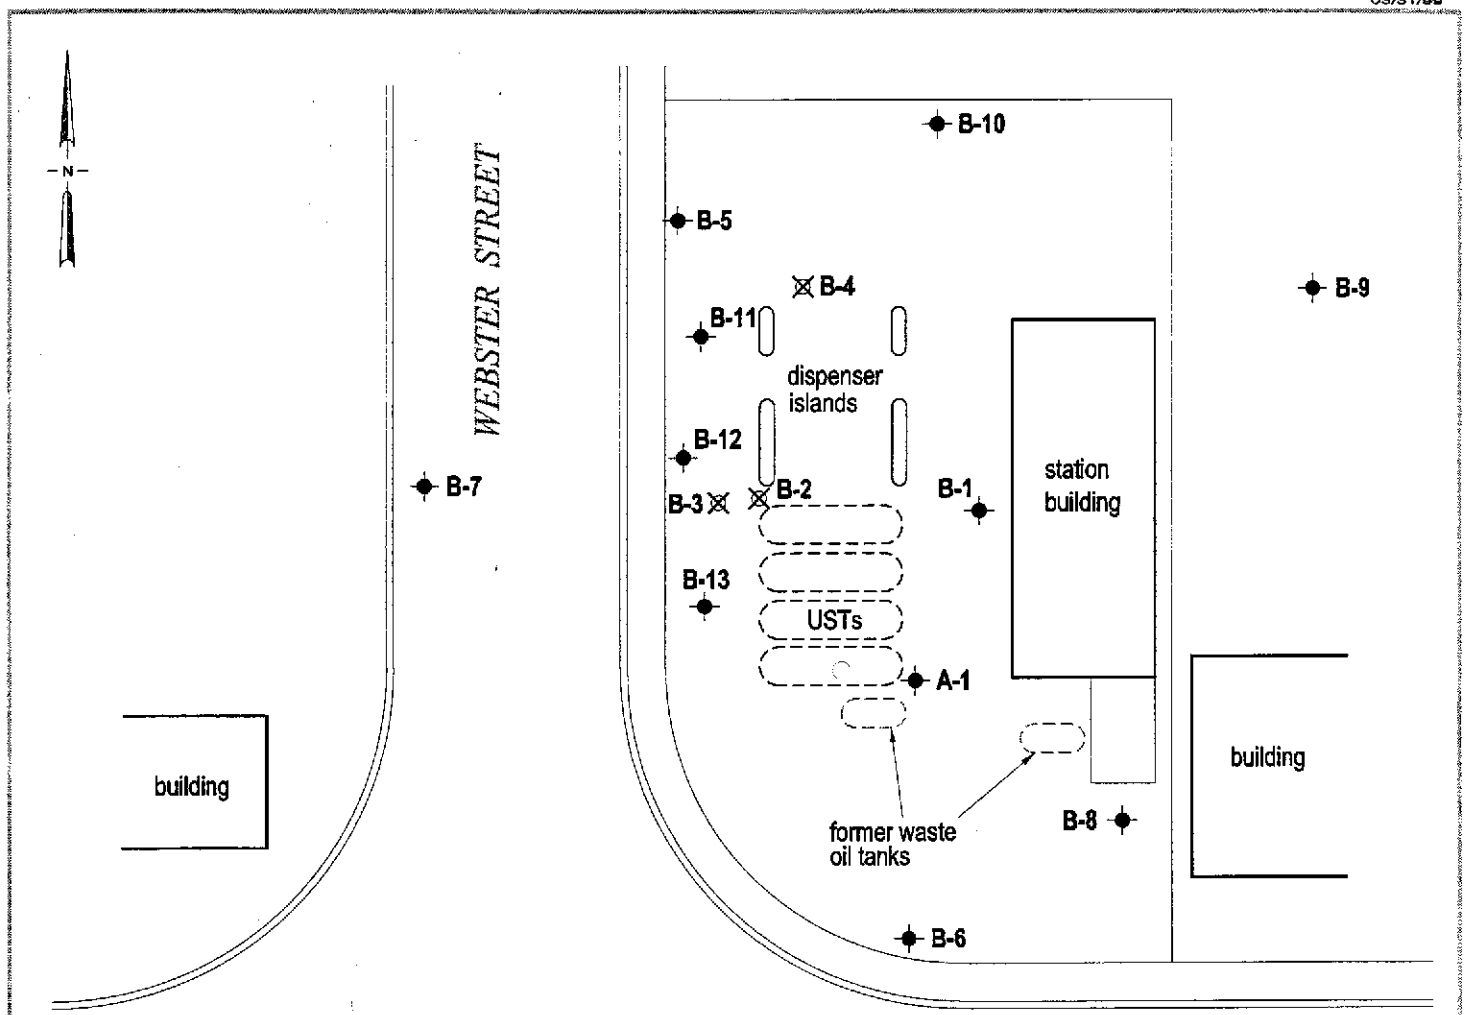 - N -
WEBSTER STREET
B-10
B-5
B-4
B-9
B-11
dispenser
islands
B-12
B-7
B-3
B-2
B-1
station
building
B-13
USTs
A-1
building
building
former waste
oil tanks
B-8
B-6